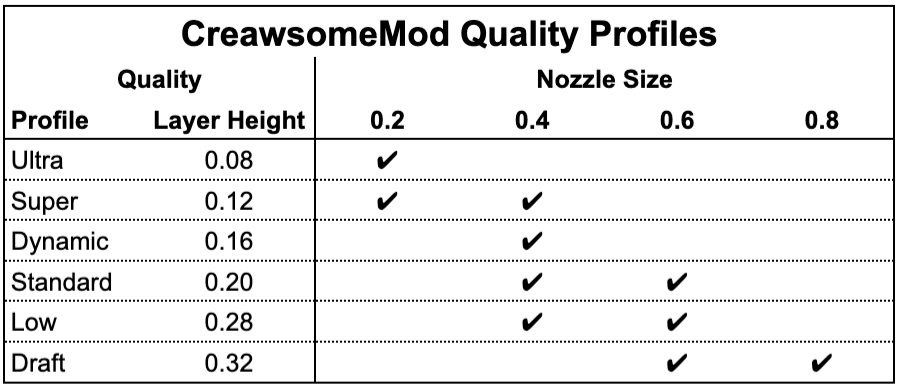 CreawsomeMod Quality Profiles
Quality Nozzle Size
Profile Layer Height 0.2 0.4 0.6 0.8
Ultra 0.08 ✔
Super 0.12 ✔ ✔
Dynamic 0.16 ✔
Standard 0.20 ✔ ✔
Low 0.28 ✔ ✔
Draft 0.32 ✔ ✔